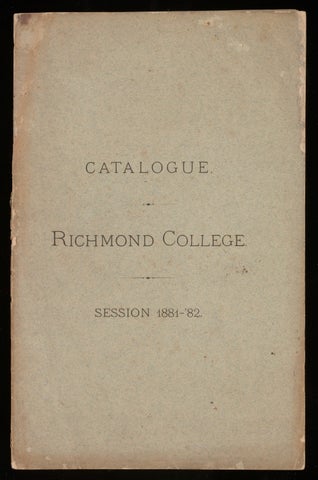 CATALOGUE.
RICHMOND COLLEGE.
SESSION 1881-'82.